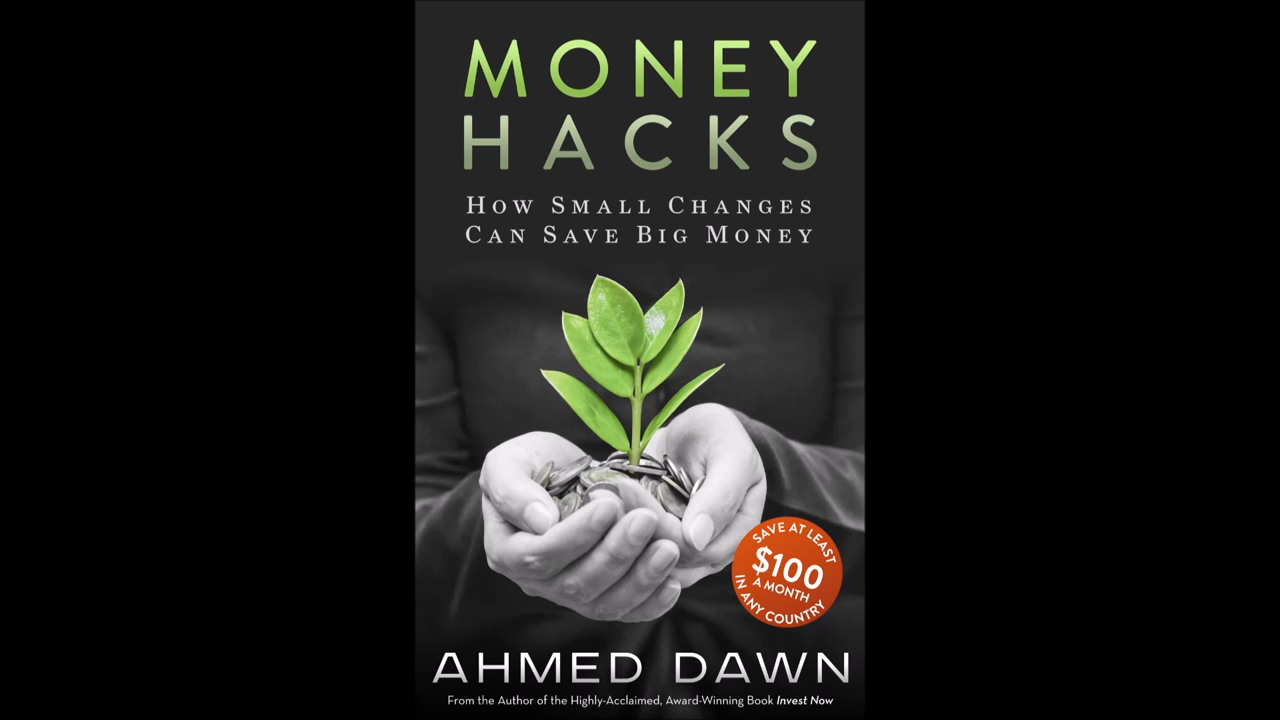 MONEY
HACKS
How Small Changes
Can Save Big Money
SAVE AT LEAST
$100
A MONTH
IN ANY COUNTRY
AHMED DAWN
From the Author of the Highly-Acclaimed, Award-Winning Book Invest Now